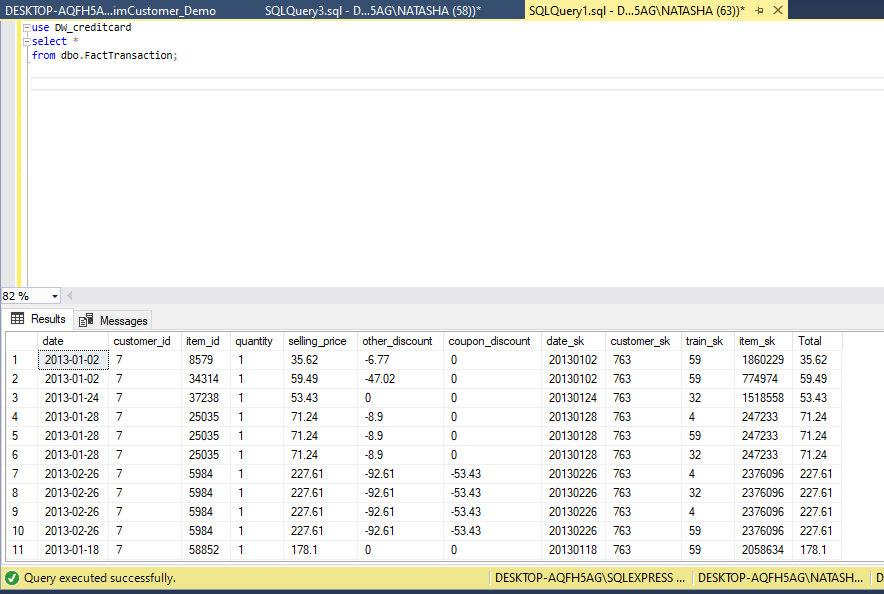 DESKTOP-AQFH5A...imCustomer_Demo SQLQuery3.sql - D...5AG\NATASHA (58))* SQLQuery1.sql - D...5AG\NATASHA (63))*
use DW_creditcard
select *
from dbo.FactTransaction;
82 %
Results Messages
date customer_id item_id quantity selling_price other_discount coupon_discount date_sk customer_sk train_sk item_sk Total
1 2013-01-02 7 8579 1 35.62 -6.77 0 20130102 763 59 1860229 35.62
2 2013-01-02 7 34314 1 59.49 -47.02 0 20130102 763 59 774974 59.49
3 2013-01-24 7 37238 1 53.43 0 0 20130124 763 32 1518558 53.43
4 2013-01-28 7 25035 1 71.24 -8.9 0 20130128 763 4 247233 71.24
5 2013-01-28 7 25035 1 71.24 -8.9 0 20130128 763 59 247233 71.24
6 2013-01-28 7 25035 1 71.24 -8.9 0 20130128 763 32 247233 71.24
7 2013-02-26 7 5984 1 227.61 -92.61 -53.43 20130226 763 4 2376096 227.61
8 2013-02-26 7 5984 1 227.61 -92.61 -53.43 20130226 763 32 2376096 227.61
9 2013-02-26 7 5984 1 227.61 -92.61 -53.43 20130226 763 4 2376096 227.61
10 2013-02-26 7 5984 1 227.61 -92.61 -53.43 20130226 763 59 2376096 227.61
11 2013-01-18 7 58852 1 178.1 0 0 20130118 763 59 2058634 178.1
Query executed successfully. DESKTOP-AQFH5AG\SQLEXPRESS ... DESKTOP-AQFH5AG\NATASH... D